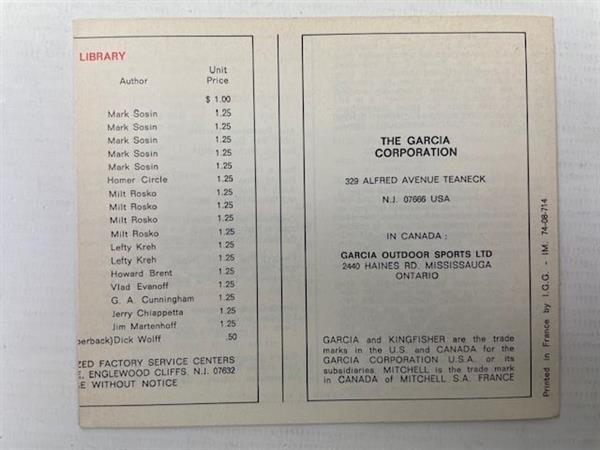 LIBRARY
Author Unit Price
$ 1.00
Mark Sosin 1.25
Mark Sosin 1.25
Mark Sosin 1.25
Mark Sosin 1.25
Mark Sosin 1.25
Homer Circle 1.25
Milt Rosko 1.25
Milt Rosko 1.25
Milt Rosko 1.25
Milt Rosko 1.25
Lefty Kreh 1.25
Lefty Kreh 1.25
Howard Brent 1.25
Vlad Evanoff 1.25
G. A. Cunningham 1.25
Jerry Chiappetta 1.25
Jim Martenhoff 1.25
perback)Dick Wolff .50
ZED FACTORY SERVICE CENTERS
E, ENGLEWOOD CLIFFS, N.J. 07632
GE WITHOUT NOTICE
THE GARCIA
CORPORATION
329 ALFRED AVENUE TEANECK
N.J. 07666 USA
IN CANADA :
GARCIA OUTDOOR SPORTS LTD
2440 HAINES RD. MISSISSAUGA
ONTARIO
GARCIA and KINGFISHER are the trade
marks in the U.S. and CANADA for the
GARCIA CORPORATION U.S.A. or its
subsidiaries MITCHELL is the trade mark
in CANADA of MITCHELL S.A. FRANCE
Printed in France by I.G.G. - IM. 74-08-714